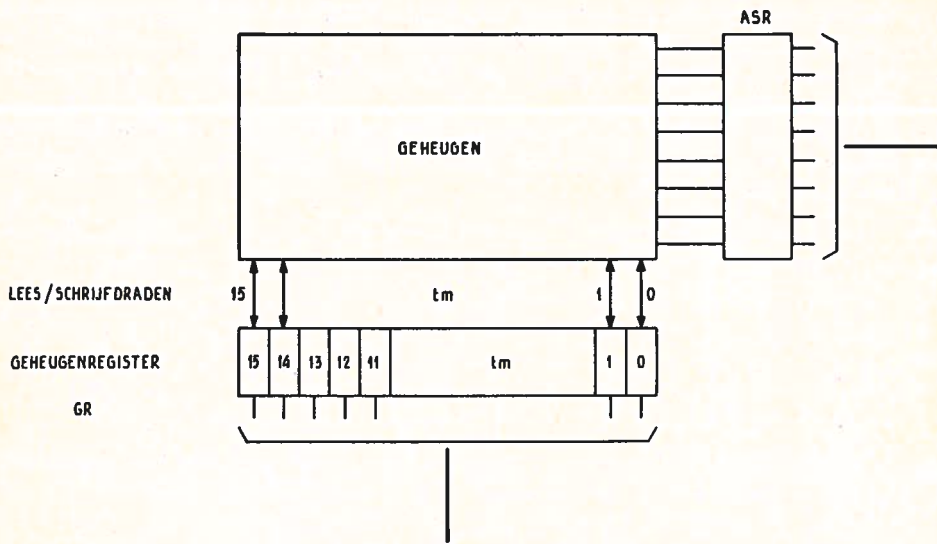 ASR
GEHEUGEN
LEES/SCHRIJFDRADEN 15 tm 1 0
GEHEUGENREGISTER 15 14 13 12 11 tm 1 0
GR